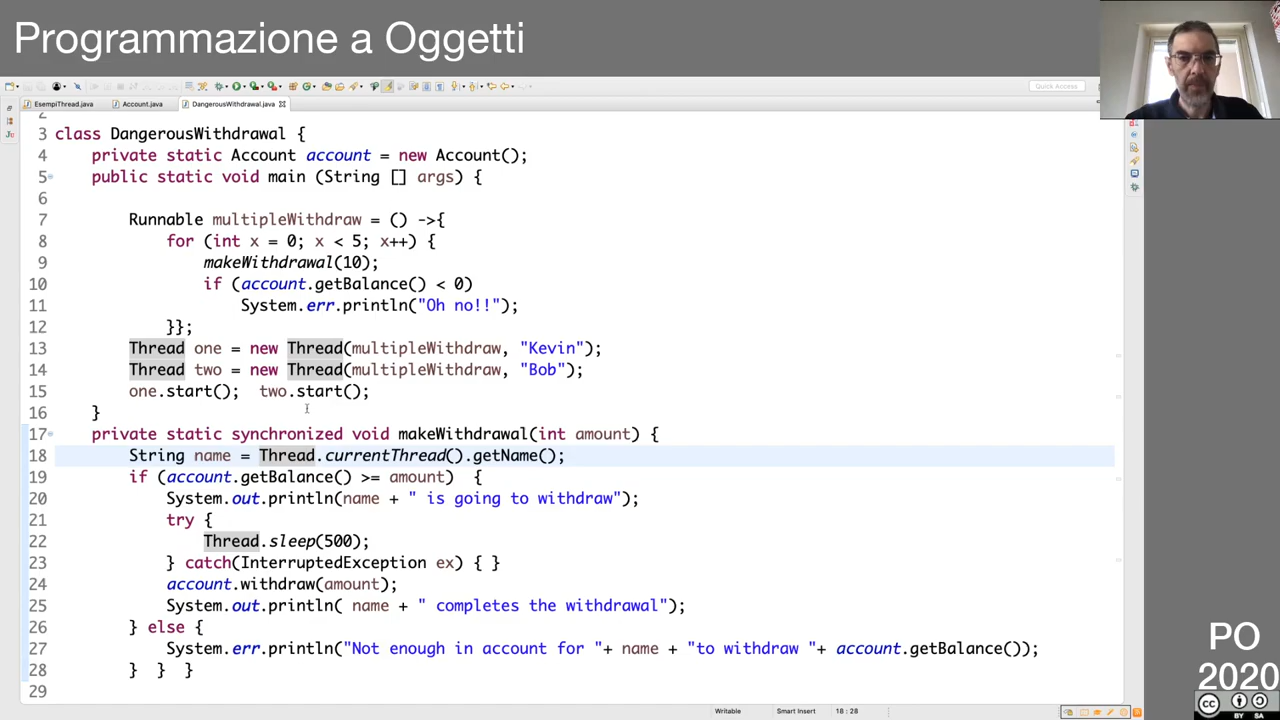 Programmazione a Oggetti
Quick Access
EsempiThread.java
Account.java
DangerousWithdrawal.java
2
3 class DangerousWithdrawal {
4 private static Account account = new Account();
5 public static void main (String [] args) {
6
7 Runnable multipleWithdraw = () ->{
8 for (int x = 0; x < 5; x++) {
9 makeWithdrawal(10);
10 if (account.getBalance() < 0)
11 System.err.println("Oh no!!");
12 }};
13 Thread one = new Thread(multipleWithdraw, "Kevin");
14 Thread two = new Thread(multipleWithdraw, "Bob");
15 one.start(); two.start();
16 }
17 private static synchronized void makeWithdrawal(int amount) {
18 String name = Thread.currentThread().getName();
19 if (account.getBalance() >= amount) {
20 System.out.println(name + " is going to withdraw");
21 try {
22 Thread.sleep(500);
23 } catch(InterruptedException ex) { }
24 account.withdraw(amount);
25 System.out.println( name + " completes the withdrawal");
26 } else {
27 System.err.println("Not enough in account for "+ name + "to withdraw "+ account.getBalance());
28 } } }
29
PO
2020
CC BY SA
Writable
Smart Insert
18 : 28